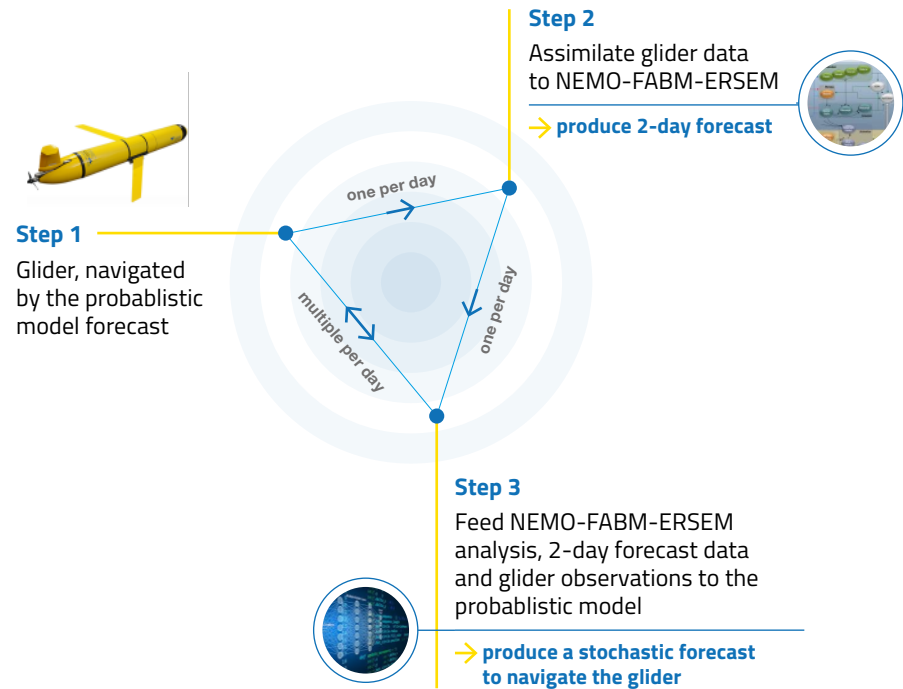 Step 2
Assimilate glider data
to NEMO-FABM-ERSEM
→ produce 2-day forecast
one per day
Step 1
Glider, navigated
by the probablistic
model forecast
multiple per day
one per day
Step 3
Feed NEMO-FABM-ERSEM
analysis, 2-day forecast data
and glider observations to the
probablistic model
→ produce a stochastic forecast
to navigate the glider